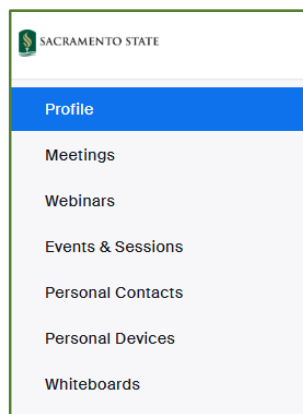 SACRAMENTO STATE
Profile
Meetings
Webinars
Events & Sessions
Personal Contacts
Personal Devices
Whiteboards